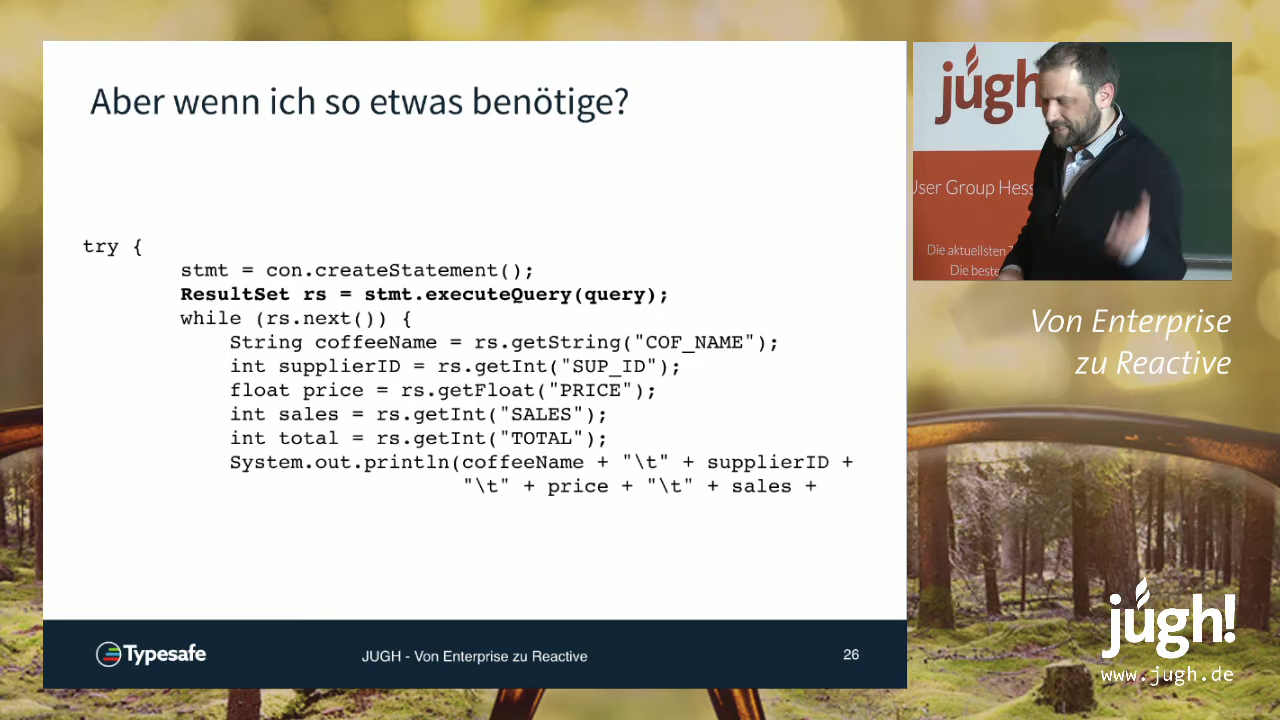 Aber wenn ich so etwas benötige?
try {
stmt = con.createStatement();
ResultSet rs = stmt.executeQuery(query);
while (rs.next()) {
String coffeeName = rs.getString("COF_NAME");
int supplierID = rs.getInt("SUP_ID");
float price = rs.getFloat("PRICE");
int sales = rs.getInt("SALES");
int total = rs.getInt("TOTAL");
System.out.println(coffeeName + "\t" + supplierID +
"\t" + price + "\t" + sales +
Typesafe
JUGH - Von Enterprise zu Reactive
26
jugh
User Group Hess
Die aktuellsten
Die beste
Von Enterprise
zu Reactive
jugh!
www.jugh.de